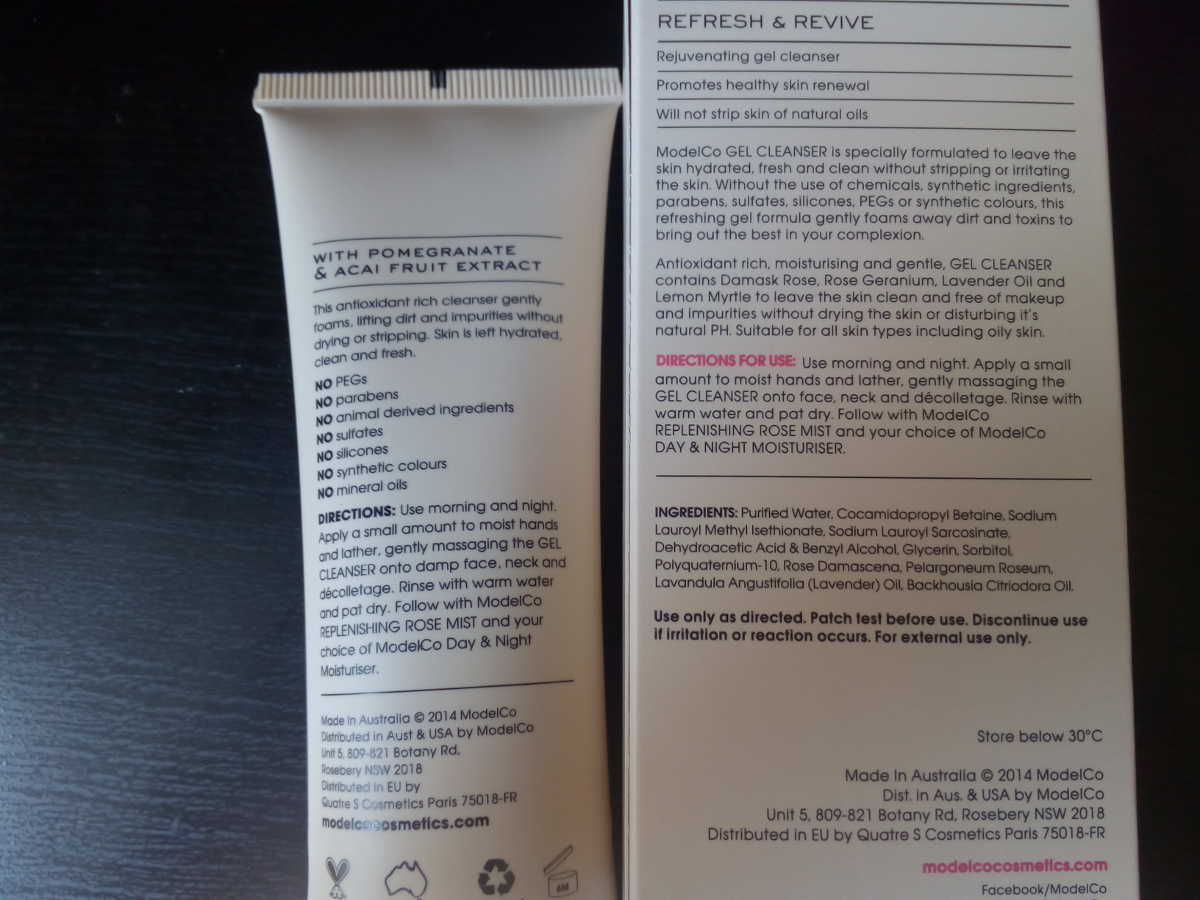 WITH POMEGRANATE
& ACAI FRUIT EXTRACT
This antioxidant rich cleanser gently
foams, lifting dirt and impurities without
drying or stripping. Skin is left hydrated,
clean and fresh.
NO PEGs
NO parabens
NO animal derived ingredients
NO sulfates
NO silicones
NO synthetic colours
NO mineral oils
DIRECTIONS: Use morning and night.
Apply a small amount to moist hands
and lather, gently massaging the GEL
CLEANSER onto damp face, neck and
décolletage. Rinse with warm water
and pat dry. Follow with ModelCo
REPLENISHING ROSE MIST and your
choice of ModelCo Day & Night
Moisturiser.
Made in Australia © 2014 ModelCo
Distributed in Aust & USA by ModelCo
Unit 5, 809-821 Botany Rd,
Rosebery NSW 2018
Distributed in EU by
Quatre S Cosmetics Paris 75018-FR
modelcocosmetics.com
6M
REFRESH & REVIVE
Rejuvenating gel cleanser
Promotes healthy skin renewal
Will not strip skin of natural oils
ModelCo GEL CLEANSER is specially formulated to leave the
skin hydrated, fresh and clean without stripping or irritating
the skin. Without the use of chemicals, synthetic ingredients,
parabens, sulfates, silicones, PEGs or synthetic colours, this
refreshing gel formula gently foams away dirt and toxins to
bring out the best in your complexion.
Antioxidant rich, moisturising and gentle, GEL CLEANSER
contains Damask Rose, Rose Geranium, Lavender Oil and
Lemon Myrtle to leave the skin clean and free of makeup
and impurities without drying the skin or disturbing it's
natural PH. Suitable for all skin types including oily skin.
DIRECTIONS FOR USE: Use morning and night. Apply a small
amount to moist hands and lather, gently massaging the
GEL CLEANSER onto face, neck and décolletage. Rinse with
warm water and pat dry. Follow with ModelCo
REPLENISHING ROSE MIST and your choice of ModelCo
DAY & NIGHT MOISTURISER.
INGREDIENTS: Purified Water, Cocamidopropyl Betaine, Sodium
Lauroyl Methyl Isethionate, Sodium Lauroyl Sarcosinate,
Dehydroacetic Acid & Benzyl Alcohol, Glycerin, Sorbitol,
Polyquaternium-10, Rose Damascena, Pelargoneum Roseum,
Lavandula Angustifolia (Lavender) Oil, Backhousia Citriodora Oil.
Use only as directed. Patch test before use. Discontinue use
if irritation or reaction occurs. For external use only.
Store below 30°C
Made In Australia © 2014 ModelCo
Dist. in Aus. & USA by ModelCo
Unit 5, 809-821 Botany Rd, Rosebery NSW 2018
Distributed in EU by Quatre S Cosmetics Paris 75018-FR
modelcocosmetics.com
Facebook/ModelCo